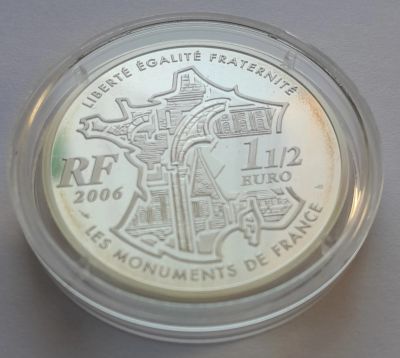 LIBERTÉ ÉGALITÉ FRATERNITÉ
RF
2006
1 1/2
EURO
LES MONUMENTS DE FRANCE